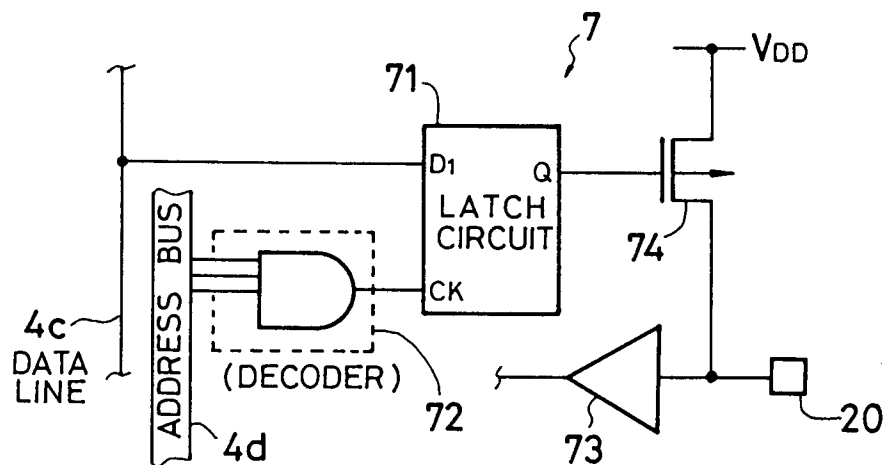 7
VDD
71
D1
Q
LATCH
CIRCUIT
CK
74
ADDRESS BUS
4c
DATA
LINE
(DECODER)
72
4d
73
20